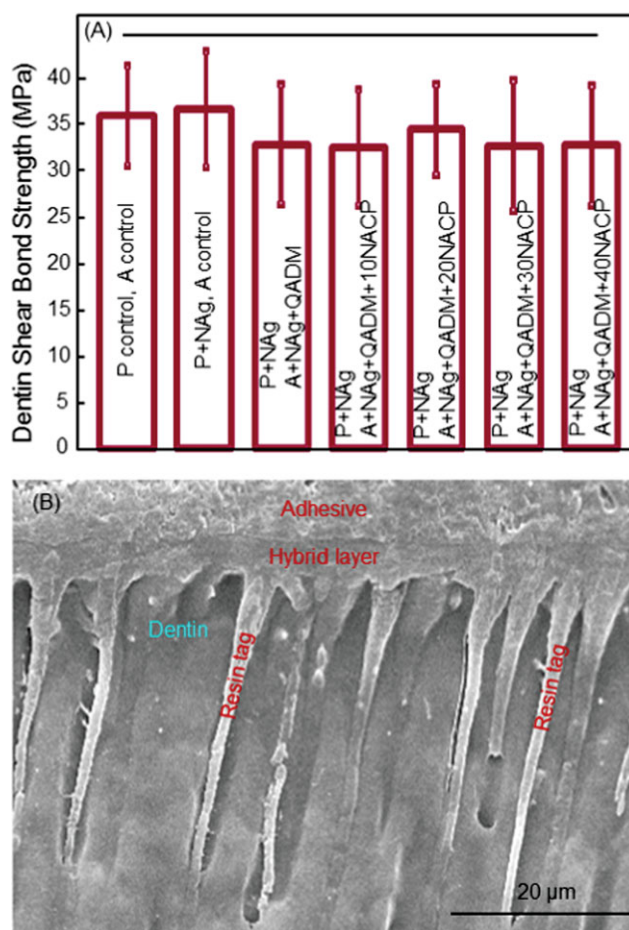 (A)
Dentin Shear Bond Strength (MPa)
40
35
30
25
20
15
10
5
0
P control, A control
P+NAg, A control
P+NAg
A+NAg+QADM
P+NAg
A+NAg+QADM+10NACP
P+NAg
A+NAg+QADM+20NACP
P+NAg
A+NAg+QADM+30NACP
P+NAg
A+NAg+QADM+40NACP
(B)
Adhesive
Hybrid layer
Dentin
Resin tag
Resin tag
20 µm